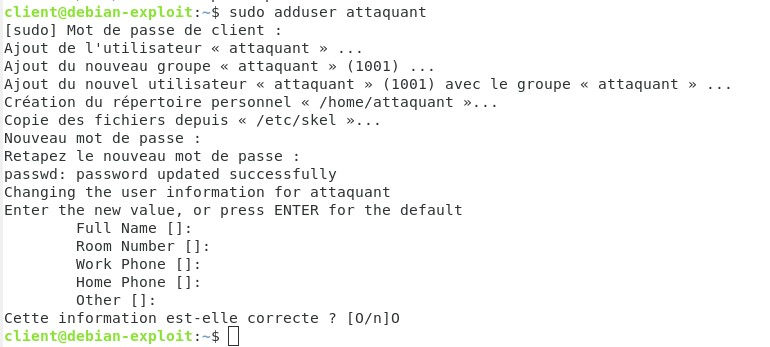 client@debian-exploit:~$ sudo adduser attaquant
[sudo] Mot de passe de client :
Ajout de l'utilisateur « attaquant » ...
Ajout du nouveau groupe « attaquant » (1001) ...
Ajout du nouvel utilisateur « attaquant » (1001) avec le groupe « attaquant » ...
Création du répertoire personnel « /home/attaquant »...
Copie des fichiers depuis « /etc/skel »...
Nouveau mot de passe :
Retapez le nouveau mot de passe :
passwd: password updated successfully
Changing the user information for attaquant
Enter the new value, or press ENTER for the default
        Full Name []:
        Room Number []:
        Work Phone []:
        Home Phone []:
        Other []:
Cette information est-elle correcte ? [O/n]O
client@debian-exploit:~$